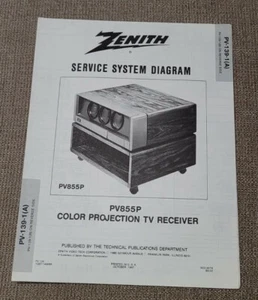 ZENITH
SERVICE SYSTEM DIAGRAM
PV-139-1(A)
PV855P
PV855P
COLOR PROJECTION TV RECEIVER
PV-139-1(A)
PUBLISHED BY THE TECHNICAL PUBLICATIONS DEPARTMENT